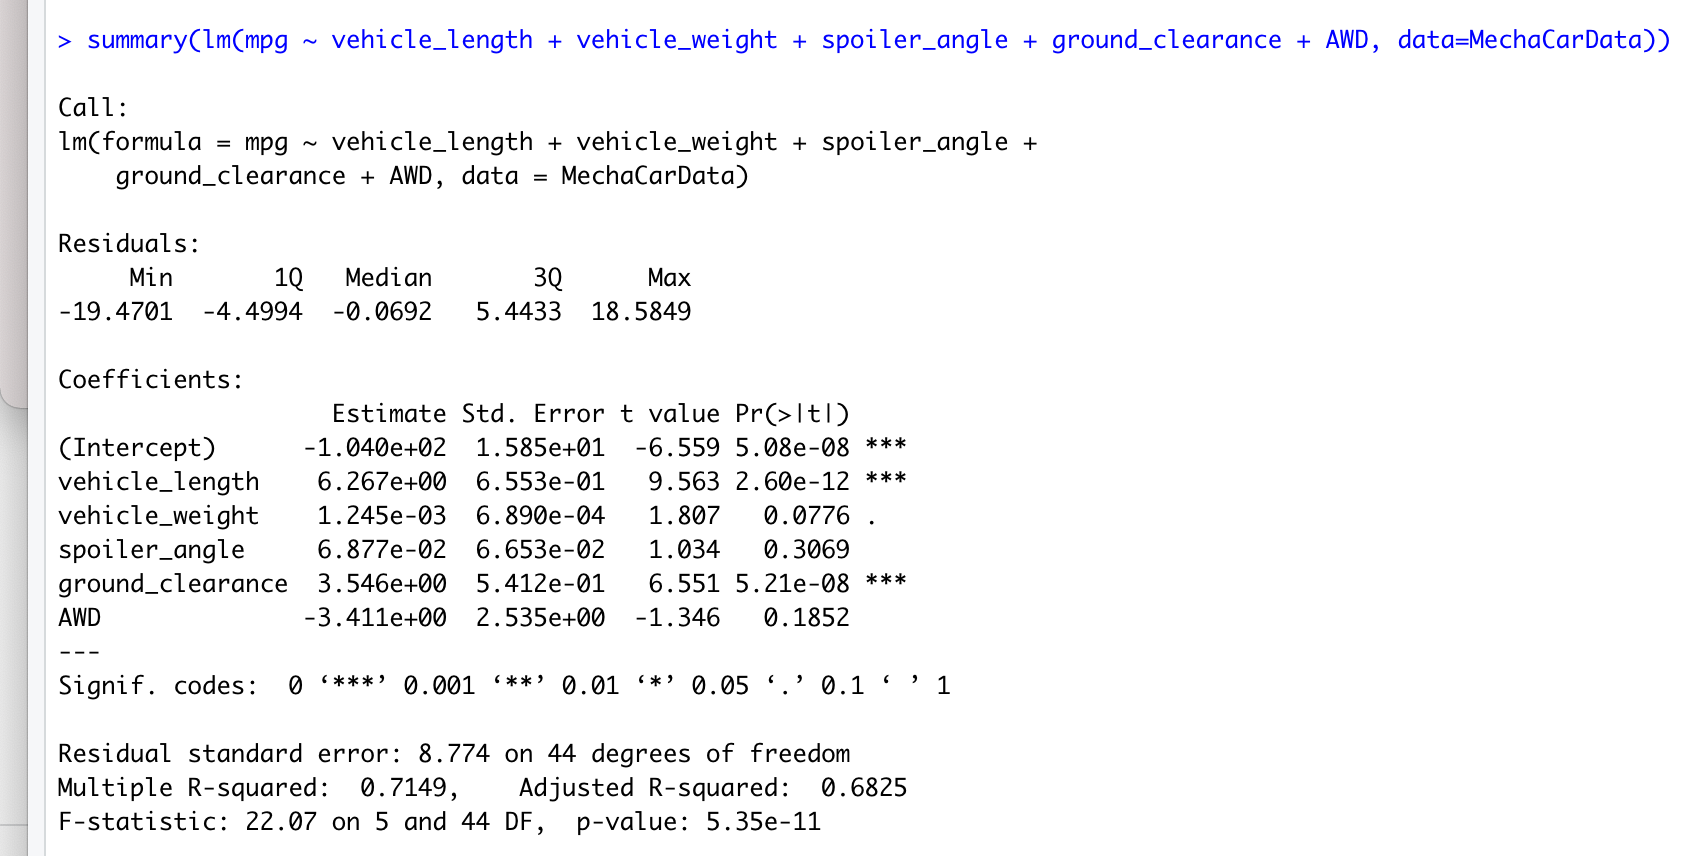 > summary(lm(mpg ~ vehicle_length + vehicle_weight + spoiler_angle + ground_clearance + AWD, data=MechaCarData))

Call:
lm(formula = mpg ~ vehicle_length + vehicle_weight + spoiler_angle +
    ground_clearance + AWD, data = MechaCarData)

Residuals:
     Min       1Q   Median       3Q      Max
-19.4701  -4.4994  -0.0692   5.4433  18.5849

Coefficients:
                   Estimate Std. Error t value Pr(>|t|)
(Intercept)      -1.040e+02  1.585e+01  -6.559 5.08e-08 ***
vehicle_length    6.267e+00  6.553e-01   9.563 2.60e-12 ***
vehicle_weight    1.245e-03  6.890e-04   1.807   0.0776 .
spoiler_angle     6.877e-02  6.653e-02   1.034   0.3069
ground_clearance  3.546e+00  5.412e-01   6.551 5.21e-08 ***
AWD              -3.411e+00  2.535e+00  -1.346   0.1852
---
Signif. codes:  0 ‘***’ 0.001 ‘**’ 0.01 ‘*’ 0.05 ‘.’ 0.1 ‘ ’ 1

Residual standard error: 8.774 on 44 degrees of freedom
Multiple R-squared:  0.7149,    Adjusted R-squared:  0.6825
F-statistic: 22.07 on 5 and 44 DF,  p-value: 5.35e-11